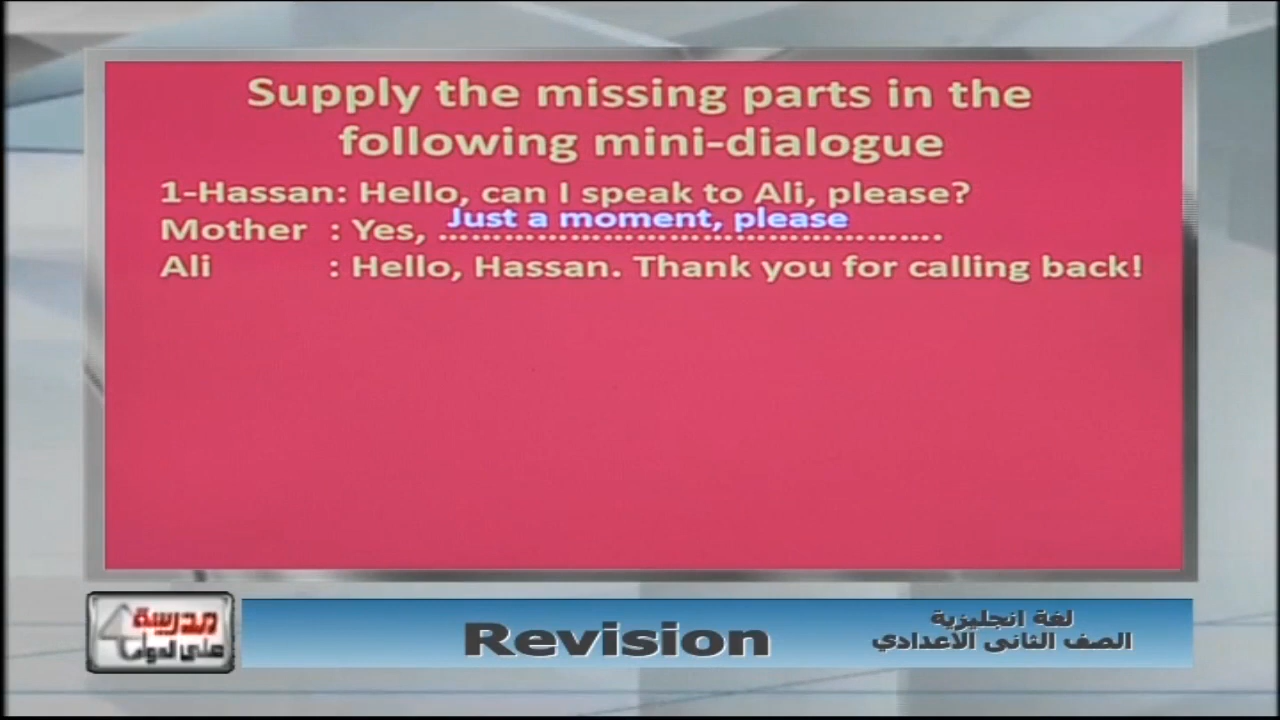 Supply the missing parts in the
following mini-dialogue
1-Hassan: Hello, can I speak to Ali, please?
Just a moment, please
Mother : Yes, ……………………………………….
Ali : Hello, Hassan. Thank you for calling back!
مدرسة
على الهواء
Revision
لغة انجليزية
الصف الثانى الاعدادي